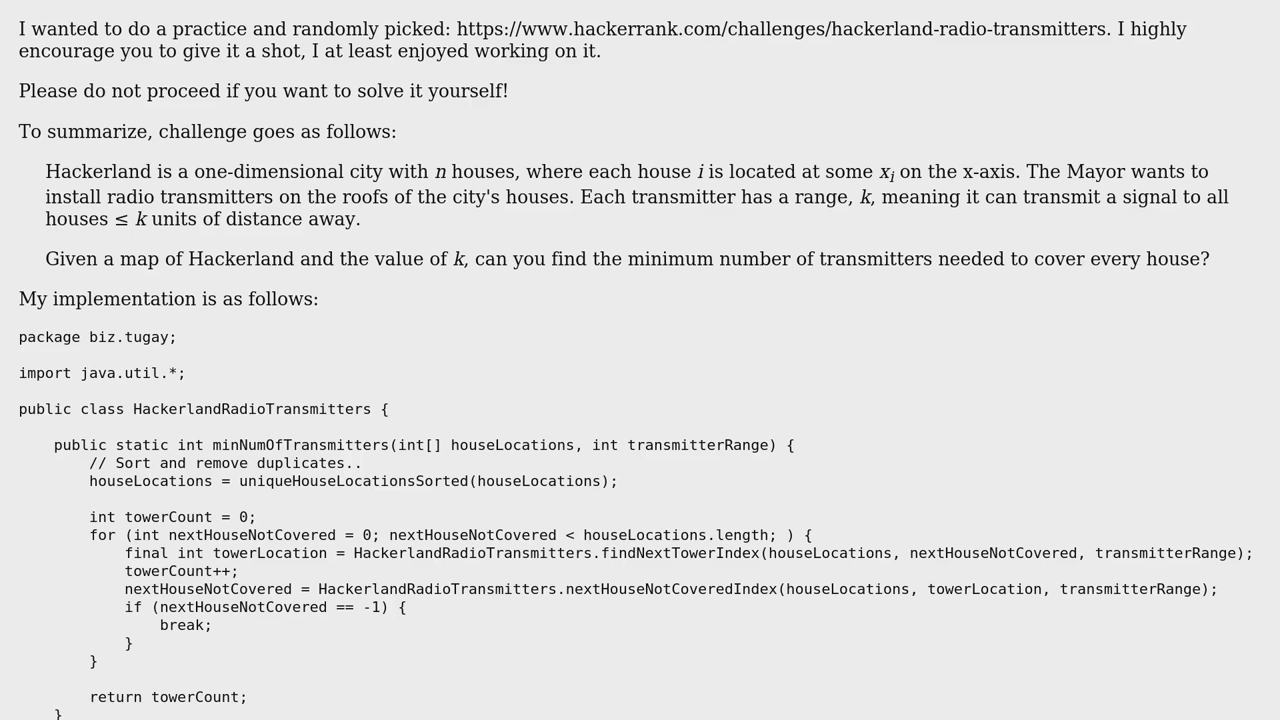 I wanted to do a practice and randomly picked: https://www.hackerrank.com/challenges/hackerland-radio-transmitters. I highly
encourage you to give it a shot, I at least enjoyed working on it.
Please do not proceed if you want to solve it yourself!
To summarize, challenge goes as follows:
Hackerland is a one-dimensional city with n houses, where each house i is located at some xi on the x-axis. The Mayor wants to
install radio transmitters on the roofs of the city's houses. Each transmitter has a range, k, meaning it can transmit a signal to all
houses ≤ k units of distance away.
Given a map of Hackerland and the value of k, can you find the minimum number of transmitters needed to cover every house?
My implementation is as follows:
package biz.tugay;
import java.util.*;
public class HackerlandRadioTransmitters {
    public static int minNumOfTransmitters(int[] houseLocations, int transmitterRange) {
        // Sort and remove duplicates..
        houseLocations = uniqueHouseLocationsSorted(houseLocations);
        int towerCount = 0;
        for (int nextHouseNotCovered = 0; nextHouseNotCovered < houseLocations.length; ) {
            final int towerLocation = HackerlandRadioTransmitters.findNextTowerIndex(houseLocations, nextHouseNotCovered, transmitterRange);
            towerCount++;
            nextHouseNotCovered = HackerlandRadioTransmitters.nextHouseNotCoveredIndex(houseLocations, towerLocation, transmitterRange);
            if (nextHouseNotCovered == -1) {
                break;
            }
        }
        return towerCount;
    }